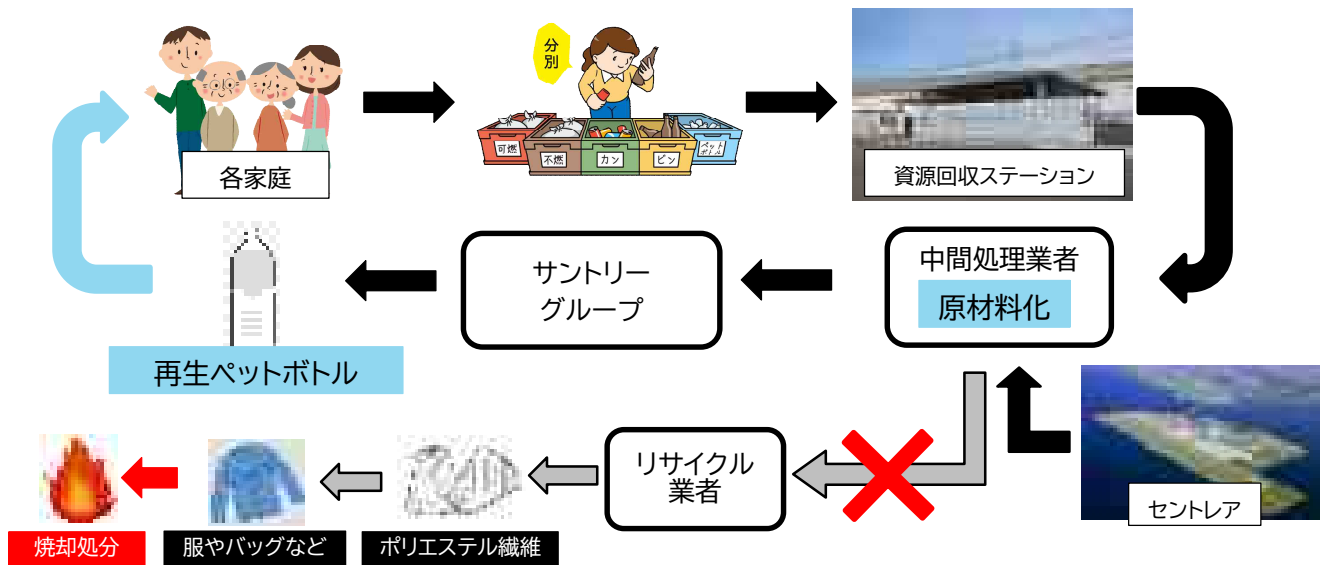 各家庭
分別
可燃
不燃
カン
ビン
ペット
ボトル
資源回収ステーション
中間処理業者
原材料化
サントリー
グループ
再生ペットボトル
セントレア
リサイクル
業者
ポリエステル繊維
服やバッグなど
焼却処分